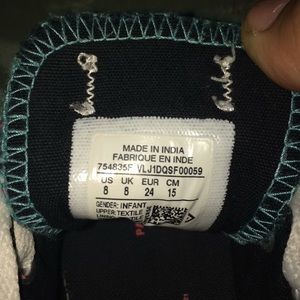 MADE IN INDIA
FABRIQUE EN INDE
754835F VLJ1DQSF00059
US UK EUR CM
8 8 24 15
GENDER: INFANT
UPPER: TEXTILE